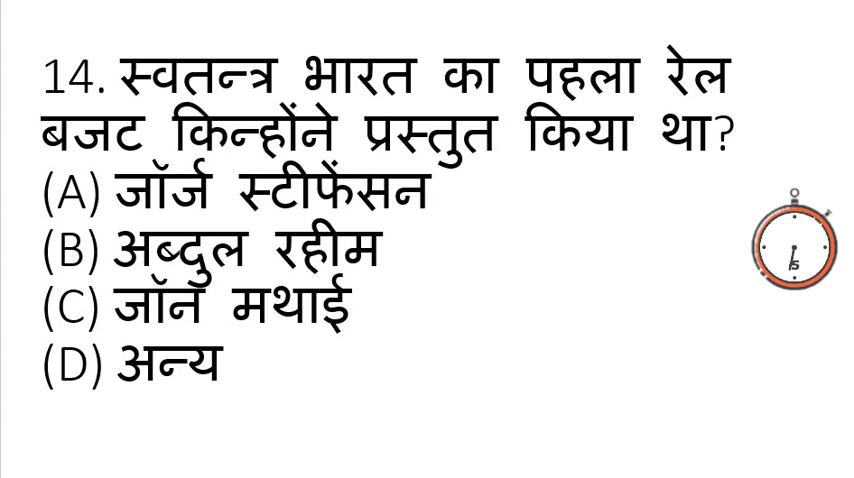 14. स्वतन्त्र भारत का पहला रेल
बजट किन्होंने प्रस्तुत किया था?
(A) जॉर्ज स्टीफेंसन
(B) अब्दुल रहीम
(C) जॉन मथाई
(D) अन्य